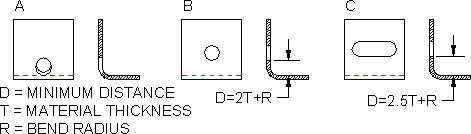 A
B
C
D=2T+R
D=2.5T+R
D = MINIMUM DISTANCE
T = MATERIAL THICKNESS
R = BEND RADIUS